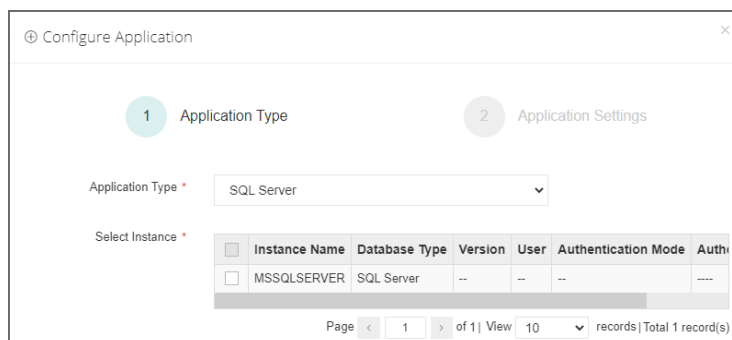 ⊕ Configure Application ×
1 Application Type 2 Application Settings
Application Type * SQL Server
Select Instance *
Instance Name Database Type Version User Authentication Mode
MSSQLSERVER SQL Server -- -- -- ----
Page < 1 > of 1 | View 10 records | Total 1 record(s)